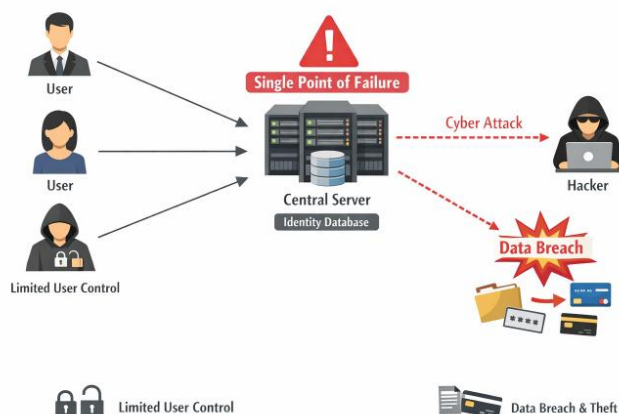 Single Point of Failure
User
User
Limited User Control
Central Server
Identity Database
Cyber Attack
Hacker
Data Breach
****
Limited User Control
Data Breach & Theft